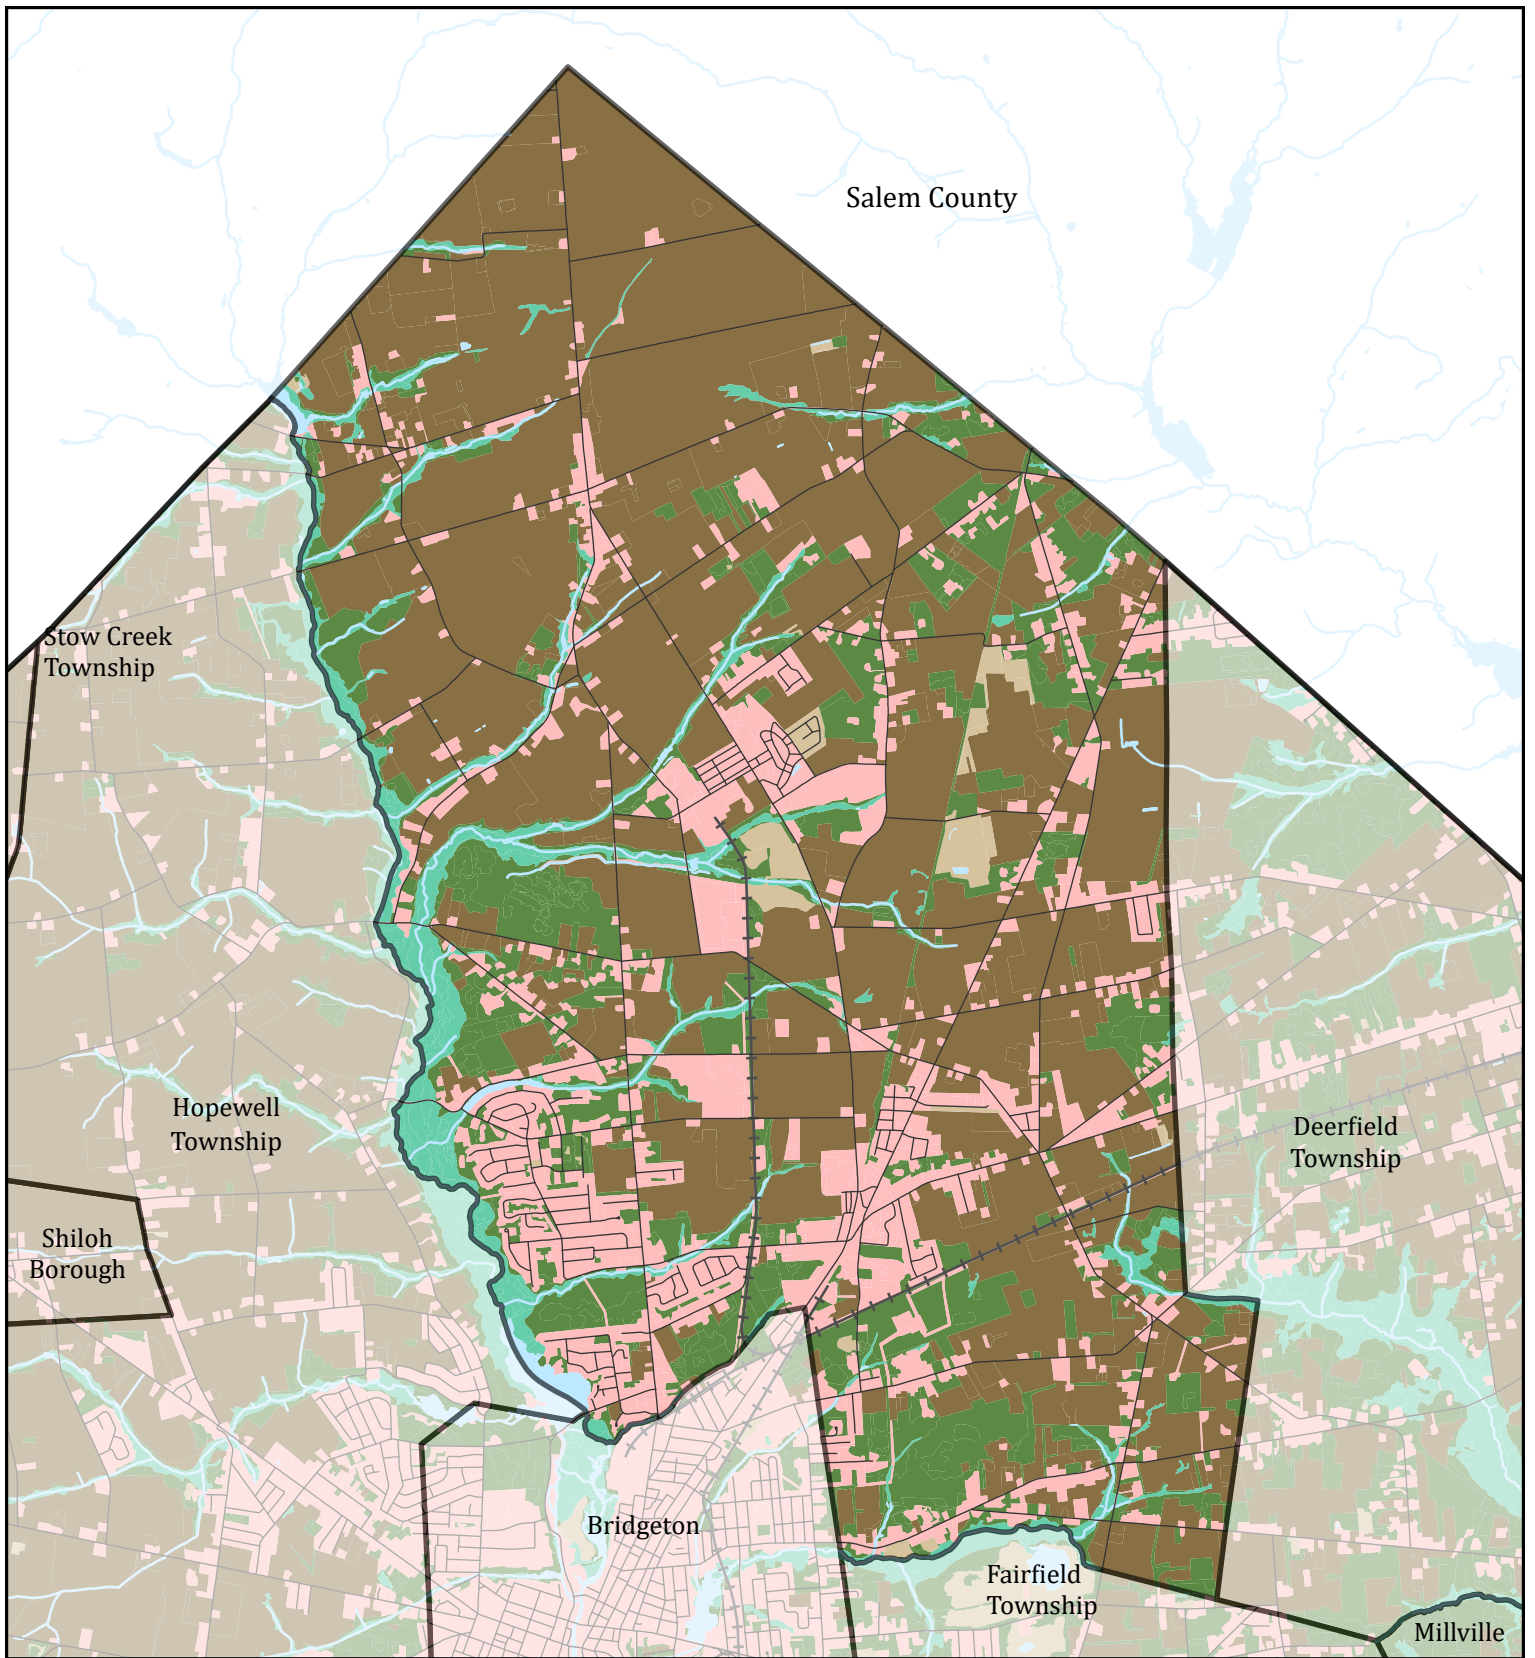 Salem County
Stow Creek
Township
Hopewell
Township
Deerfield
Township
Shiloh
Borough
Bridgeton
Fairfield
Township
Millville